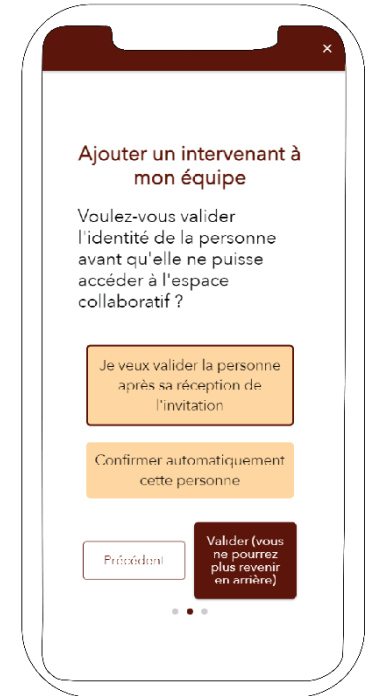 ×
Ajouter un intervenant à
mon équipe
Voulez-vous valider
l'identité de la personne
avant qu'elle ne puisse
accéder à l'espace
collaboratif ?
Je veux valider la personne
après sa réception de
l'invitation
Confirmer automatiquement
cette personne
Précédent
Valider (vous
ne pourrez
plus revenir
en arrière)